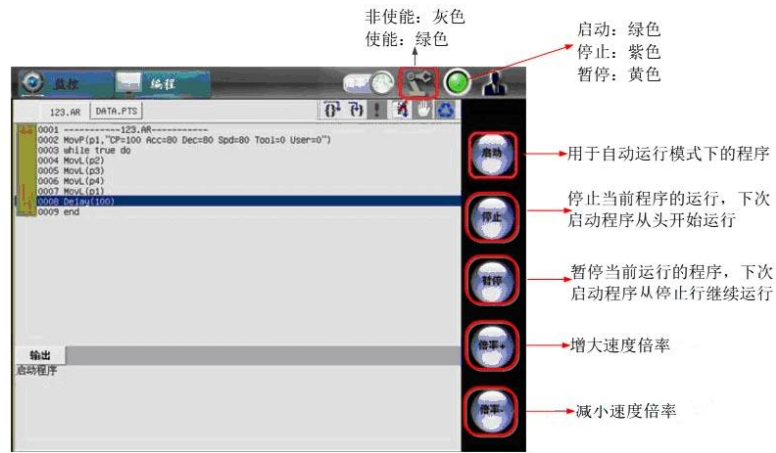 非使能：灰色
使能：绿色
启动：绿色
停止：紫色
暂停：黄色
监控
编程
123.AR
DATA.PTS
0001 -----------123.AR-----------
0002 MovP(p1,"CP=100 Acc=80 Dec=80 Spd=80 Tool=0 User=0")
0003 while true do
0004 MovL(p2)
0005 MovL(p3)
0006 MovL(p4)
0007 MovL(p1)
0008 Delay(100)
0009 end
启动
用于自动运行模式下的程序
停止
停止当前程序的运行，下次
启动程序从头开始运行
暂停
暂停当前运行的程序，下次
启动程序从停止行继续运行
倍率+
增大速度倍率
倍率-
减小速度倍率
输出
启动程序